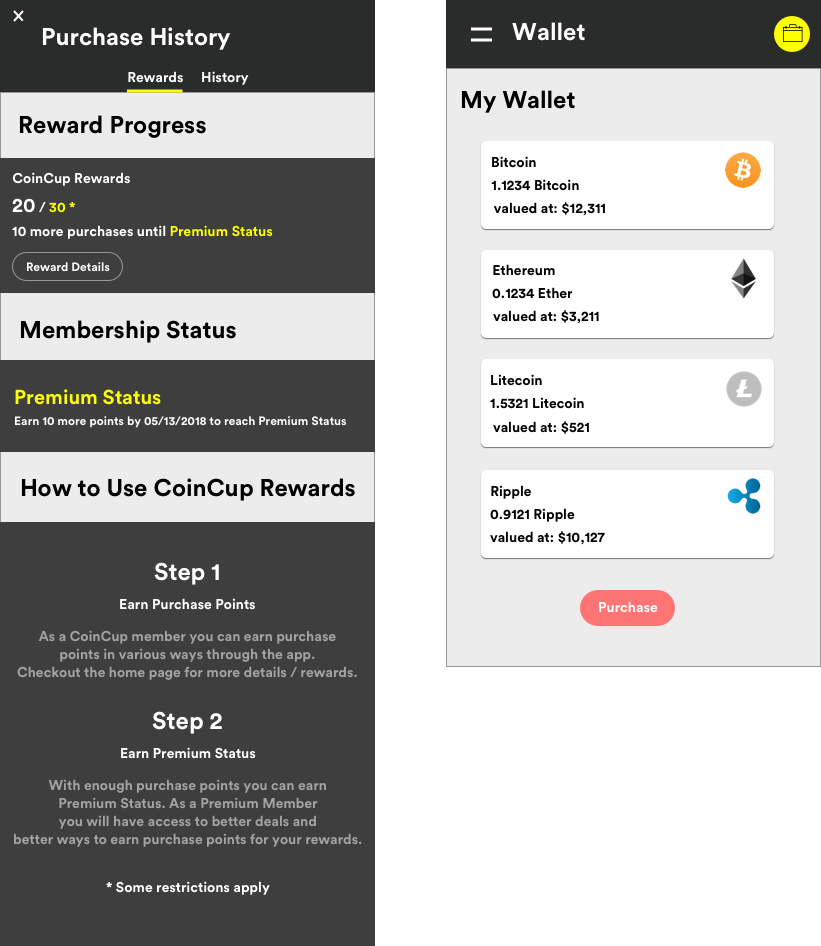 Purchase History
Rewards History
Reward Progress
CoinCup Rewards
20 / 30 *
10 more purchases until Premium Status
Reward Details
Membership Status
Premium Status
Earn 10 more points by 05/13/2018 to reach Premium Status
How to Use CoinCup Rewards
Step 1
Earn Purchase Points
As a CoinCup member you can earn purchase
points in various ways through the app.
Checkout the home page for more details / rewards.
Step 2
Earn Premium Status
With enough purchase points you can earn
Premium Status. As a Premium Member
you will have access to better deals and
better ways to earn purchase points for your rewards.
* Some restrictions apply
Wallet
My Wallet
Bitcoin
1.1234 Bitcoin
valued at: $12,311
Ethereum
0.1234 Ether
valued at: $3,211
Litecoin
1.5321 Litecoin
valued at: $521
Ripple
0.9121 Ripple
valued at: $10,127
Purchase